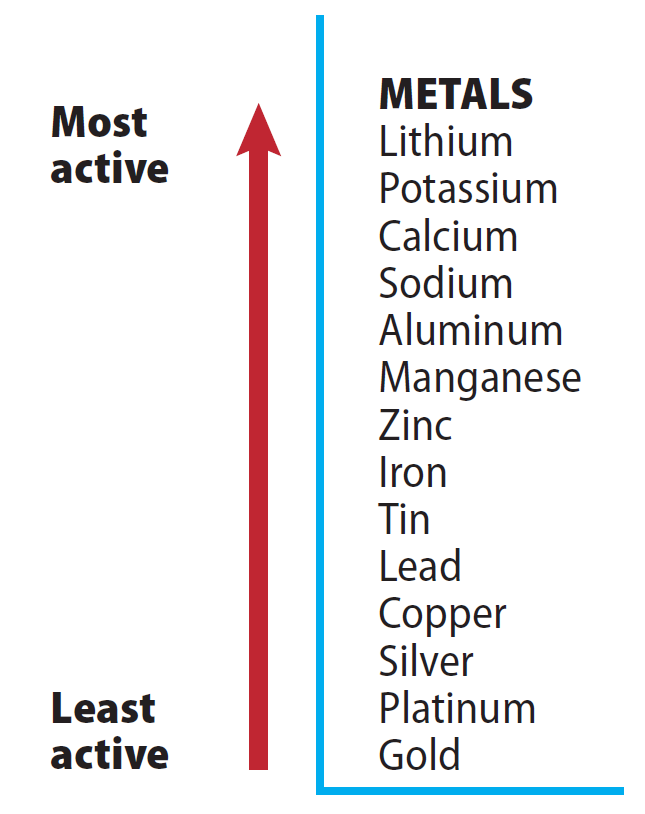 Most
active
METALS
Lithium
Potassium
Calcium
Sodium
Aluminum
Manganese
Zinc
Iron
Tin
Lead
Copper
Silver
Platinum
Gold
Least
active